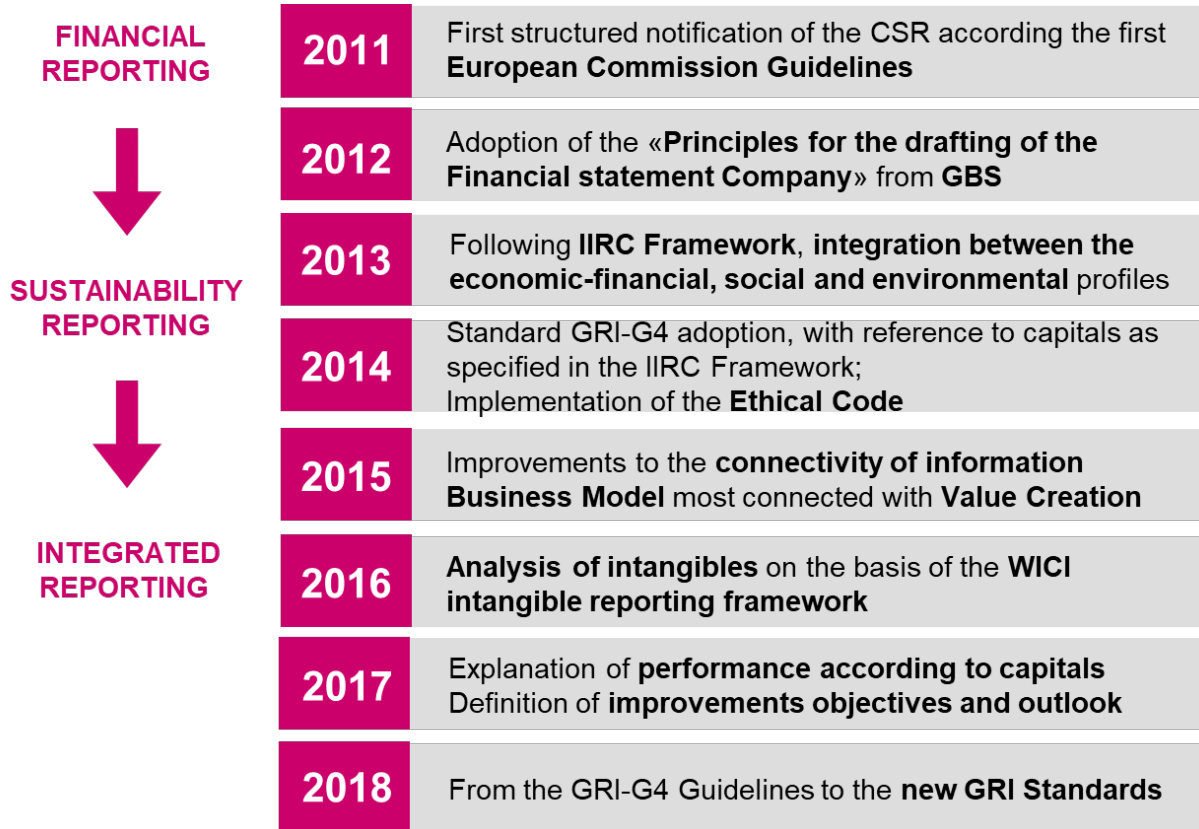 FINANCIAL
REPORTING
SUSTAINABILITY
REPORTING
INTEGRATED
REPORTING
2011
First structured notification of the CSR according the first
European Commission Guidelines
2012
Adoption of the «Principles for the drafting of the
Financial statement Company» from GBS
2013
Following IIRC Framework, integration between the
economic-financial, social and environmental profiles
2014
Standard GRI-G4 adoption, with reference to capitals as
specified in the IIRC Framework;
Implementation of the Ethical Code
2015
Improvements to the connectivity of information
Business Model most connected with Value Creation
2016
Analysis of intangibles on the basis of the WICI
intangible reporting framework
2017
Explanation of performance according to capitals
Definition of improvements objectives and outlook
2018
From the GRI-G4 Guidelines to the new GRI Standards